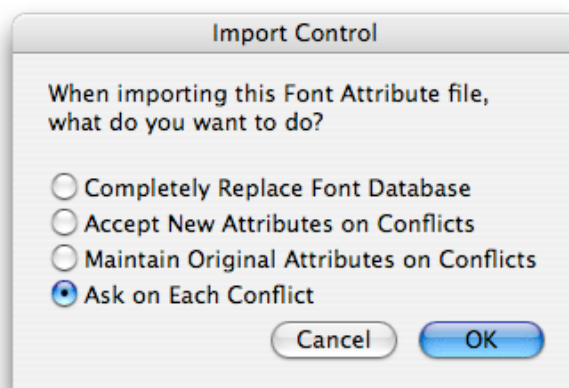 Import Control
When importing this Font Attribute file,
what do you want to do?
Completely Replace Font Database
Accept New Attributes on Conflicts
Maintain Original Attributes on Conflicts
Ask on Each Conflict
Cancel OK